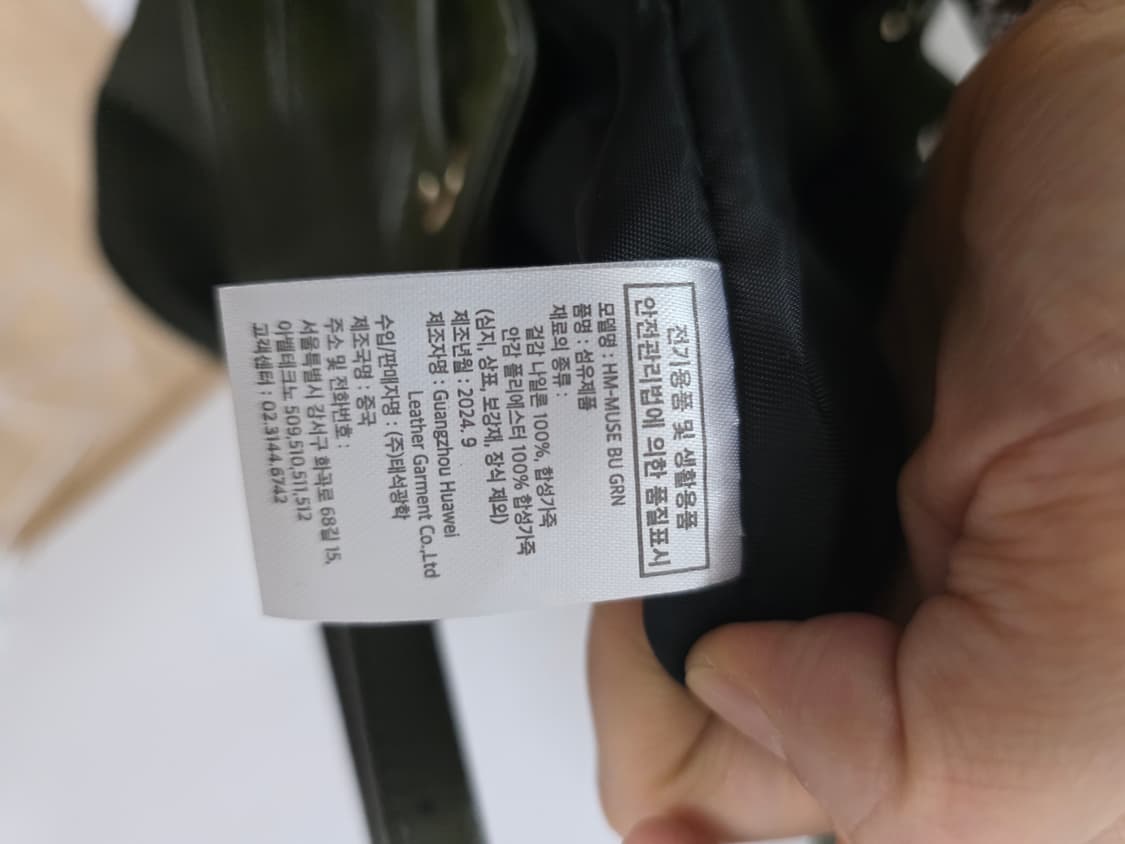 전기용품 및 생활용품
안전관리법에 의한 품질표시
모델명 : HM-MUSE BU GRN
품명 : 섬유제품
재료의 종류 :
겉감 나일론 100%, 합성가죽
안감 폴리에스터 100% 합성가죽
(심지, 상표, 보강재, 장식 제외)
제조년월 : 2024. 9
제조자명 : Guangzhou Huawei
Leather Garment Co.,Ltd
수입/판매자명 : (주)태석광학
제조국명 : 중국
주소 및 전화번호 :
서울특별시 강서구 화곡로 68길 15,
아벨테크노 509,510,511,512
고객센터 : 02.3144.6742